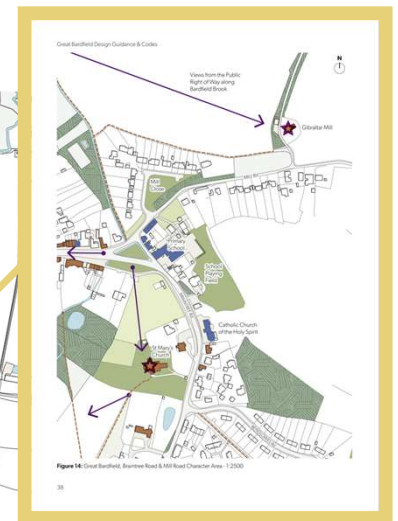 Great Bardfield Design Guidance & Codes
N
Views from the Public
Right of Way along
Bardfield Brook
Gibraltar Mill
Mill
Close
Primary
School
School
Playing
Field
Catholic Church
of the Holy Spirit
St Mary's
Church
Figure 14: Great Bardfield, Braintree Road & Mill Road Character Area - 1:2500
38